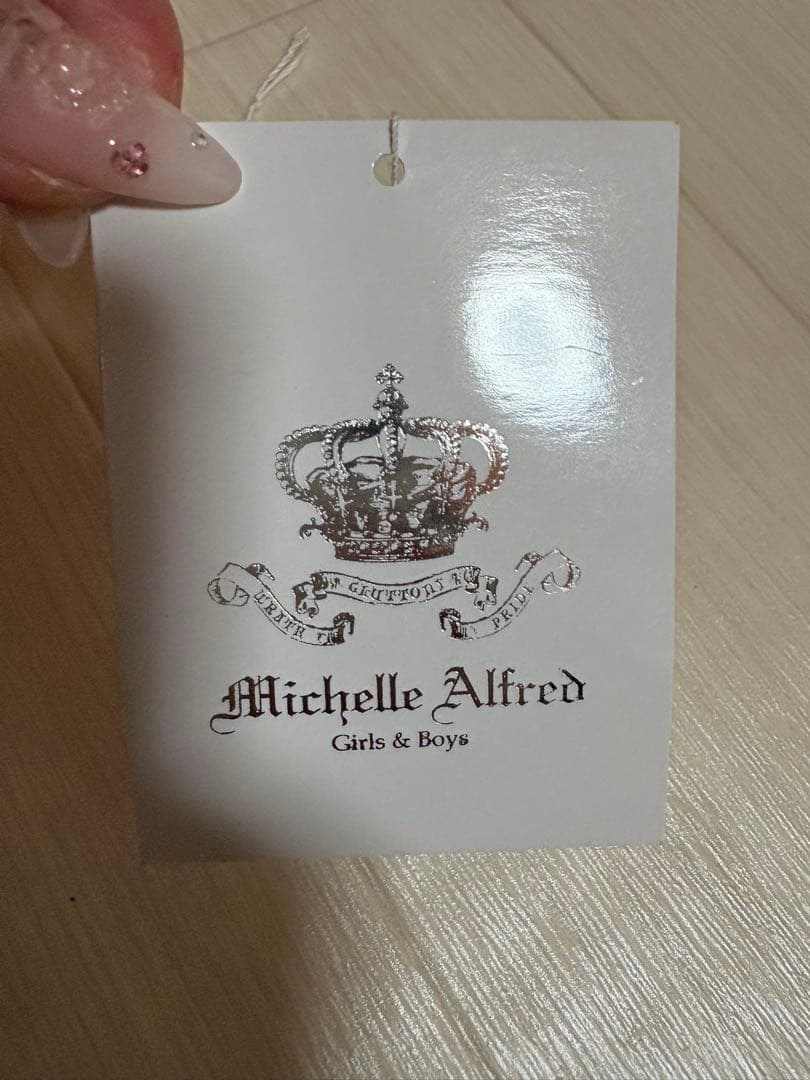 GLUTTONY
WRATH
PRIDE
Michelle Alfred
Girls & Boys